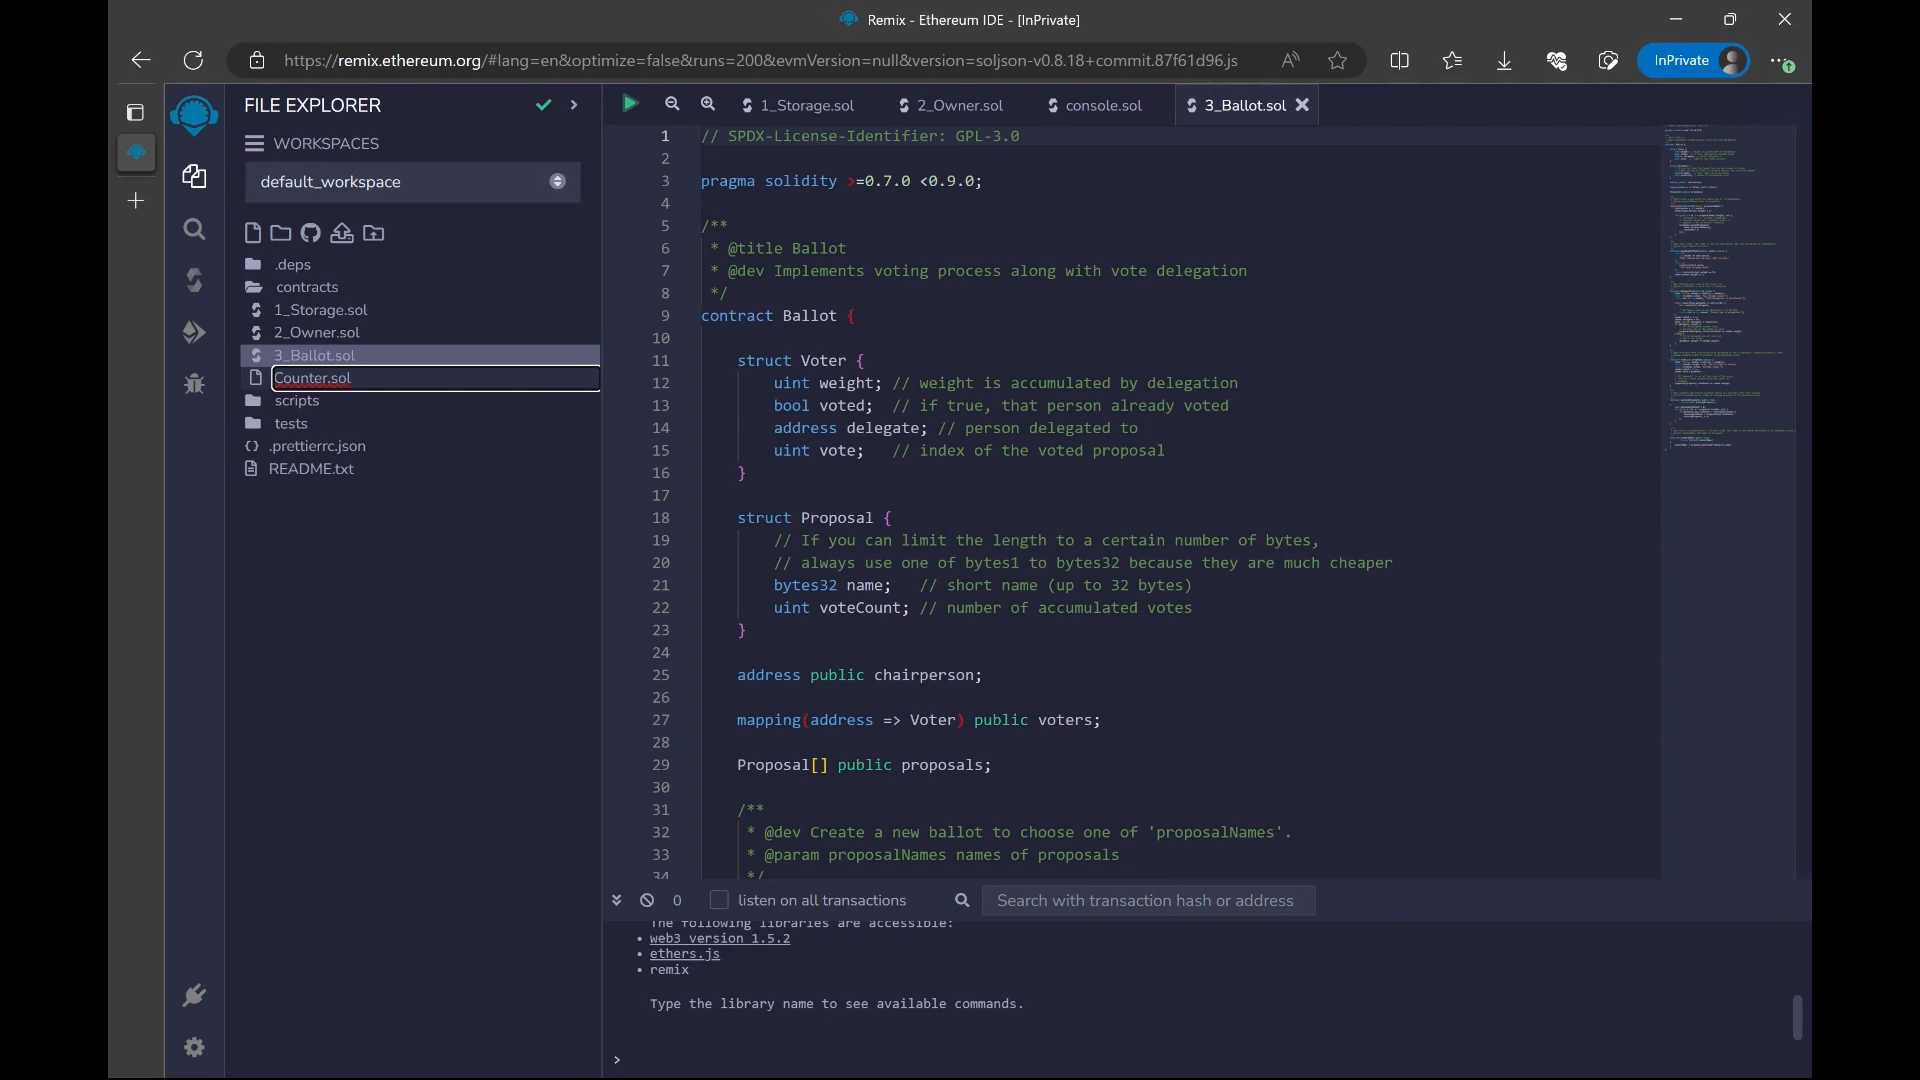 Remix - Ethereum IDE - [InPrivate]
https://remix.ethereum.org/#lang=en&optimize=false&runs=200&evmVersion=null&version=soljson-v0.8.18+commit.87f61d96.js
InPrivate
FILE EXPLORER
WORKSPACES
default_workspace
.deps
contracts
1_Storage.sol
2_Owner.sol
3_Ballot.sol
Counter.sol
scripts
tests
.prettierrc.json
README.txt
1_Storage.sol
2_Owner.sol
console.sol
3_Ballot.sol
1 // SPDX-License-Identifier: GPL-3.0
2
3 pragma solidity >=0.7.0 <0.9.0;
4
5 /**
6 * @title Ballot
7 * @dev Implements voting process along with vote delegation
8 */
9 contract Ballot {
10
11 struct Voter {
12 uint weight; // weight is accumulated by delegation
13 bool voted; // if true, that person already voted
14 address delegate; // person delegated to
15 uint vote; // index of the voted proposal
16 }
17
18 struct Proposal {
19 // If you can limit the length to a certain number of bytes,
20 // always use one of bytes1 to bytes32 because they are much cheaper
21 bytes32 name; // short name (up to 32 bytes)
22 uint voteCount; // number of accumulated votes
23 }
24
25 address public chairperson;
26
27 mapping(address => Voter) public voters;
28
29 Proposal[] public proposals;
30
31 /**
32 * @dev Create a new ballot to choose one of 'proposalNames'.
33 * @param proposalNames names of proposals
34 */
0
listen on all transactions
Search with transaction hash or address
The following libraries are accessible:
• web3 version 1.5.2
• ethers.js
• remix
Type the library name to see available commands.
>